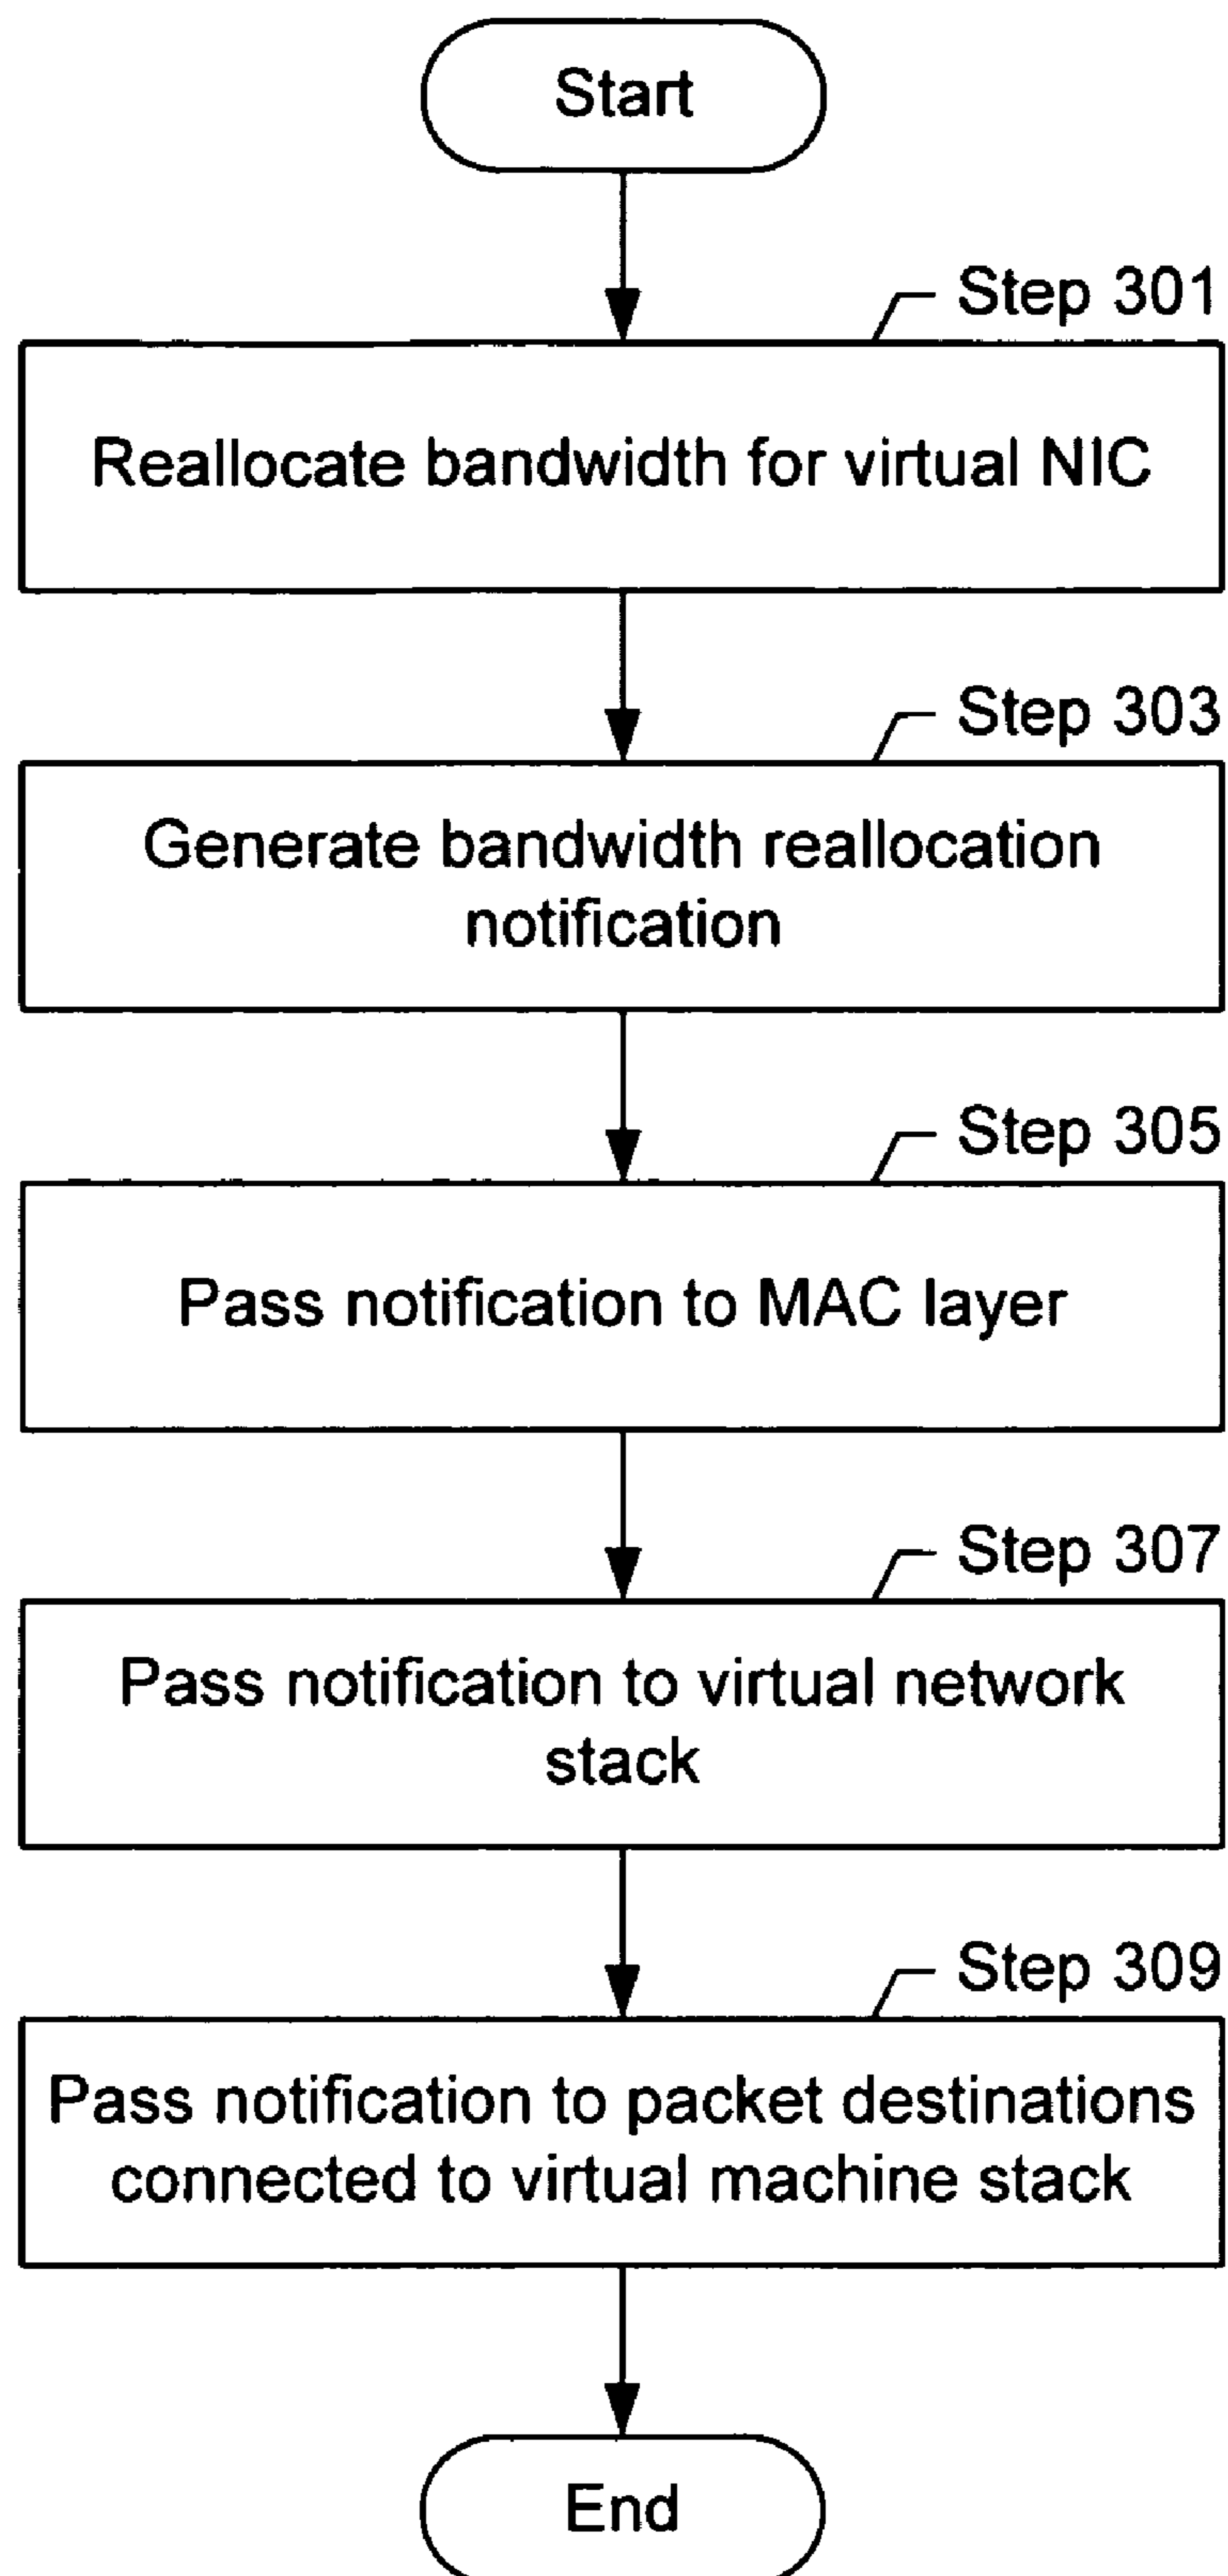 Start
Step 301
Reallocate bandwidth for virtual NIC
Step 303
Generate bandwidth reallocation
notification
Step 305
Pass notification to MAC layer
Step 307
Pass notification to virtual network
stack
Step 309
Pass notification to packet destinations
connected to virtual machine stack
End